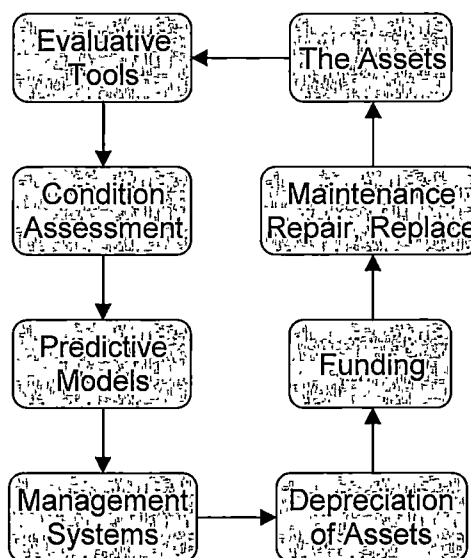 Evaluative
Tools
The Assets
Condition
Assessment
Maintenance
Repair, Replace
Predictive
Models
Funding
Management
Systems
Depreciation
of Assets